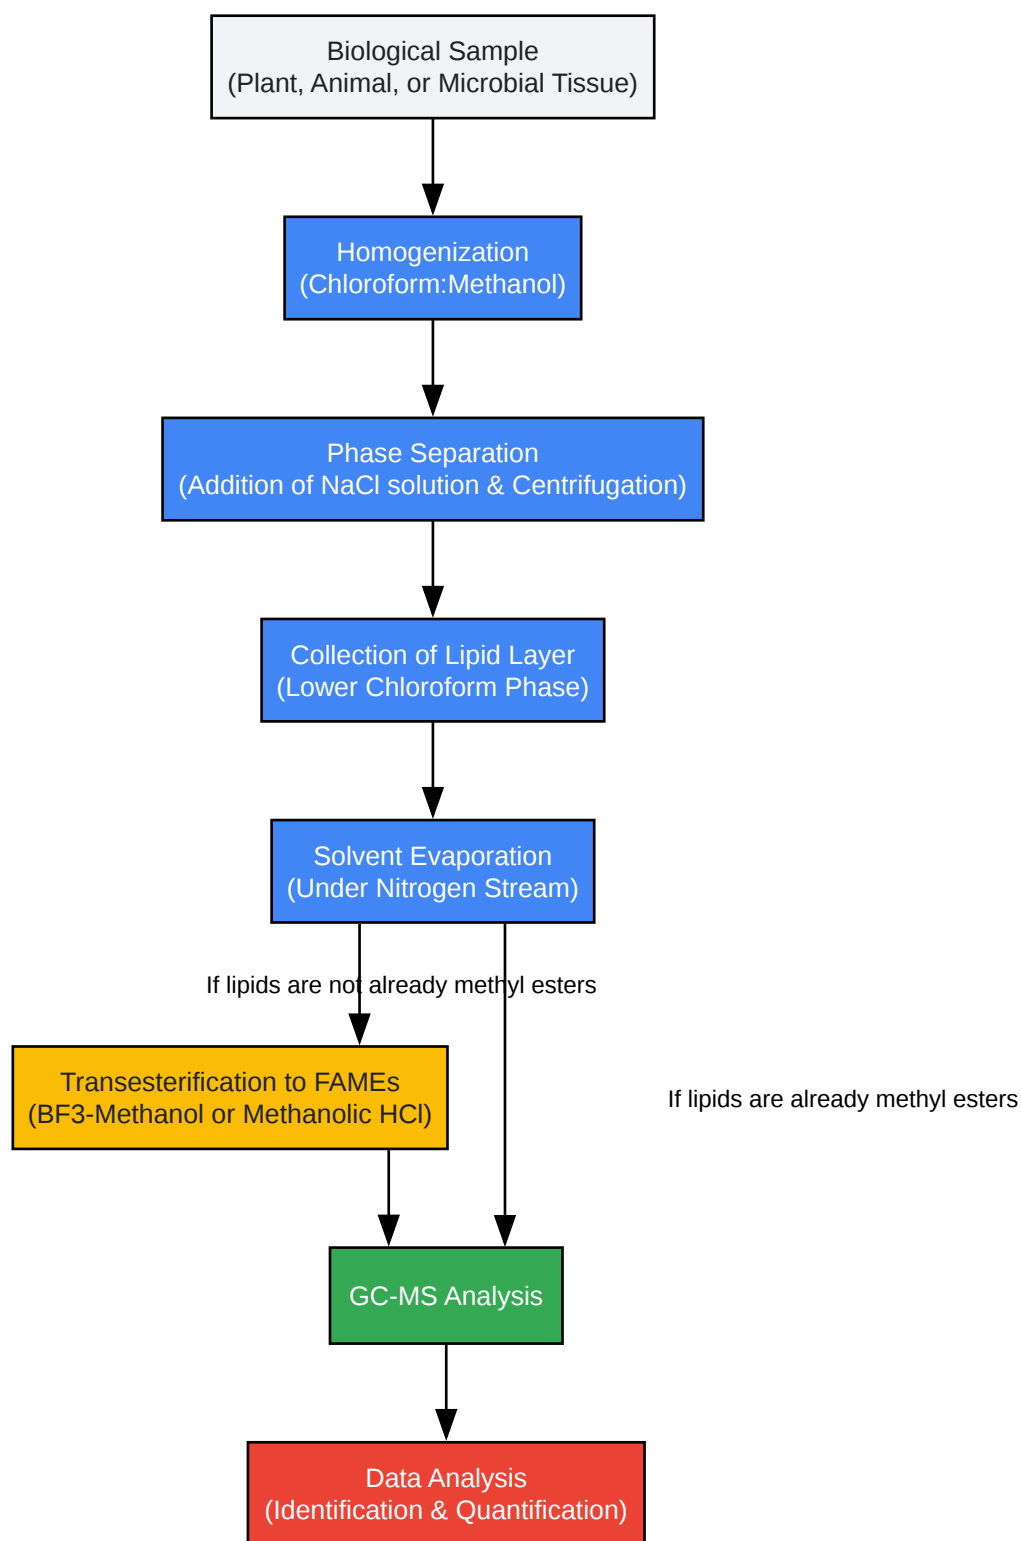 Biological Sample
(Plant, Animal, or Microbial Tissue)
Homogenization
(Chloroform:Methanol)
Phase Separation
(Addition of NaCl solution & Centrifugation)
Collection of Lipid Layer
(Lower Chloroform Phase)
Solvent Evaporation
(Under Nitrogen Stream)
If lipids are not already methyl esters
Transesterification to FAMEs
(BF3-Methanol or Methanolic HCl)
If lipids are already methyl esters
GC-MS Analysis
Data Analysis
(Identification & Quantification)